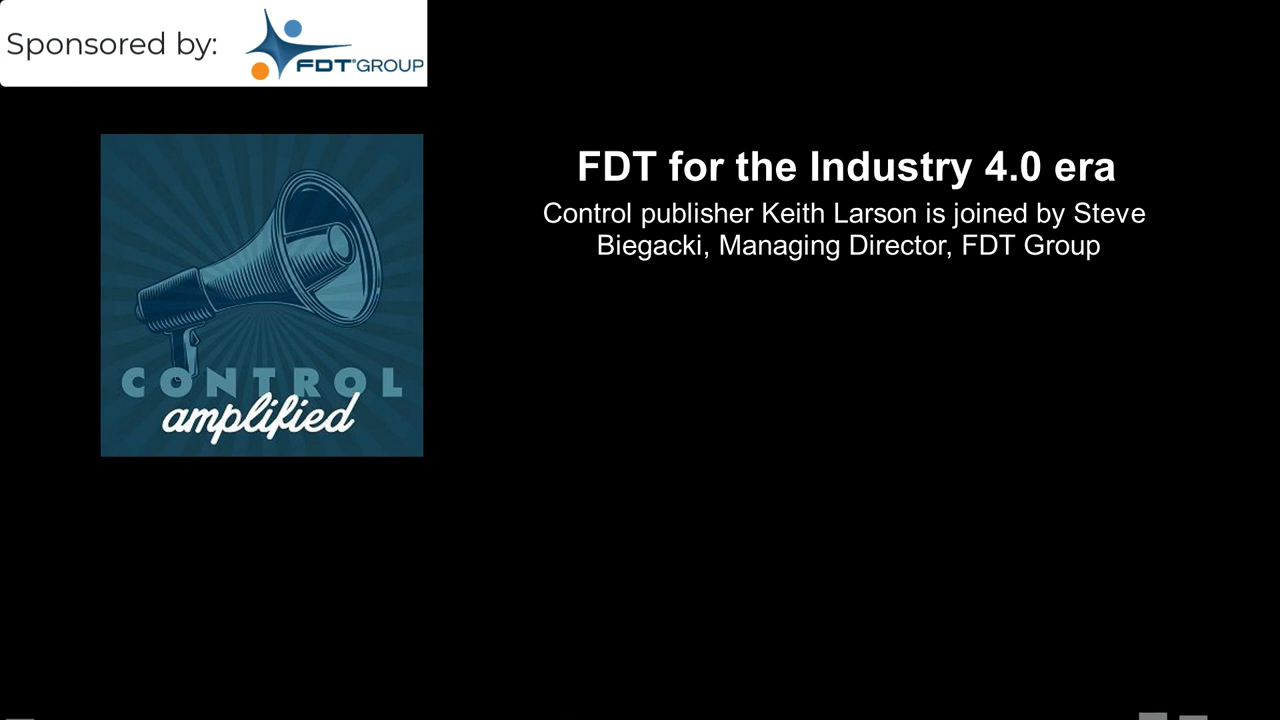 Sponsored by:
FDT®GROUP
FDT for the Industry 4.0 era
Control publisher Keith Larson is joined by Steve
Biegacki, Managing Director, FDT Group
CONTROL
amplified